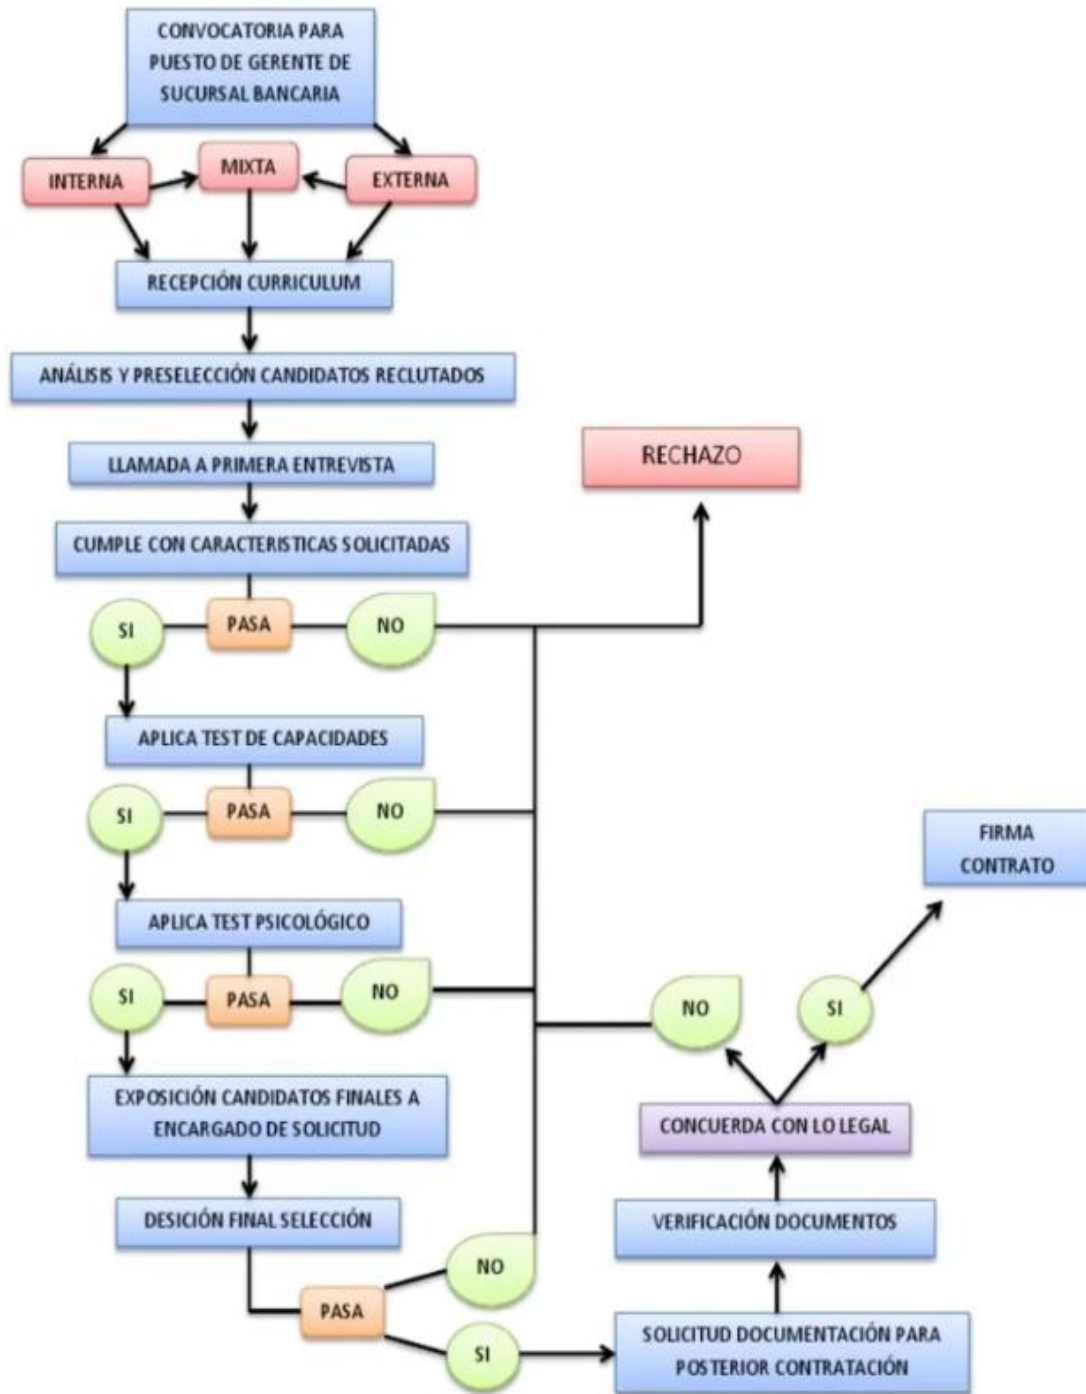 CONVOCATORIA PARA
PUESTO DE GERENTE DE
SUCURSAL BANCARIA
INTERNA
MIXTA
EXTERNA
RECEPCIÓN CURRICULUM
ANÁLISIS Y PRESELECCIÓN CANDIDATOS RECLUTADOS
LLAMADA A PRIMERA ENTREVISTA
RECHAZO
CUMPLE CON CARACTERISTICAS SOLICITADAS
SI
PASA
NO
APLICA TEST DE CAPACIDADES
SI
PASA
NO
FIRMA
CONTRATO
APLICA TEST PSICOLÓGICO
SI
PASA
NO
NO
SI
EXPOSICIÓN CANDIDATOS FINALES A
ENCARGADO DE SOLICITUD
CONCUERDA CON LO LEGAL
DESICIÓN FINAL SELECCIÓN
VERIFICACIÓN DOCUMENTOS
NO
PASA
SI
SOLICITUD DOCUMENTACIÓN PARA
POSTERIOR CONTRATACIÓN